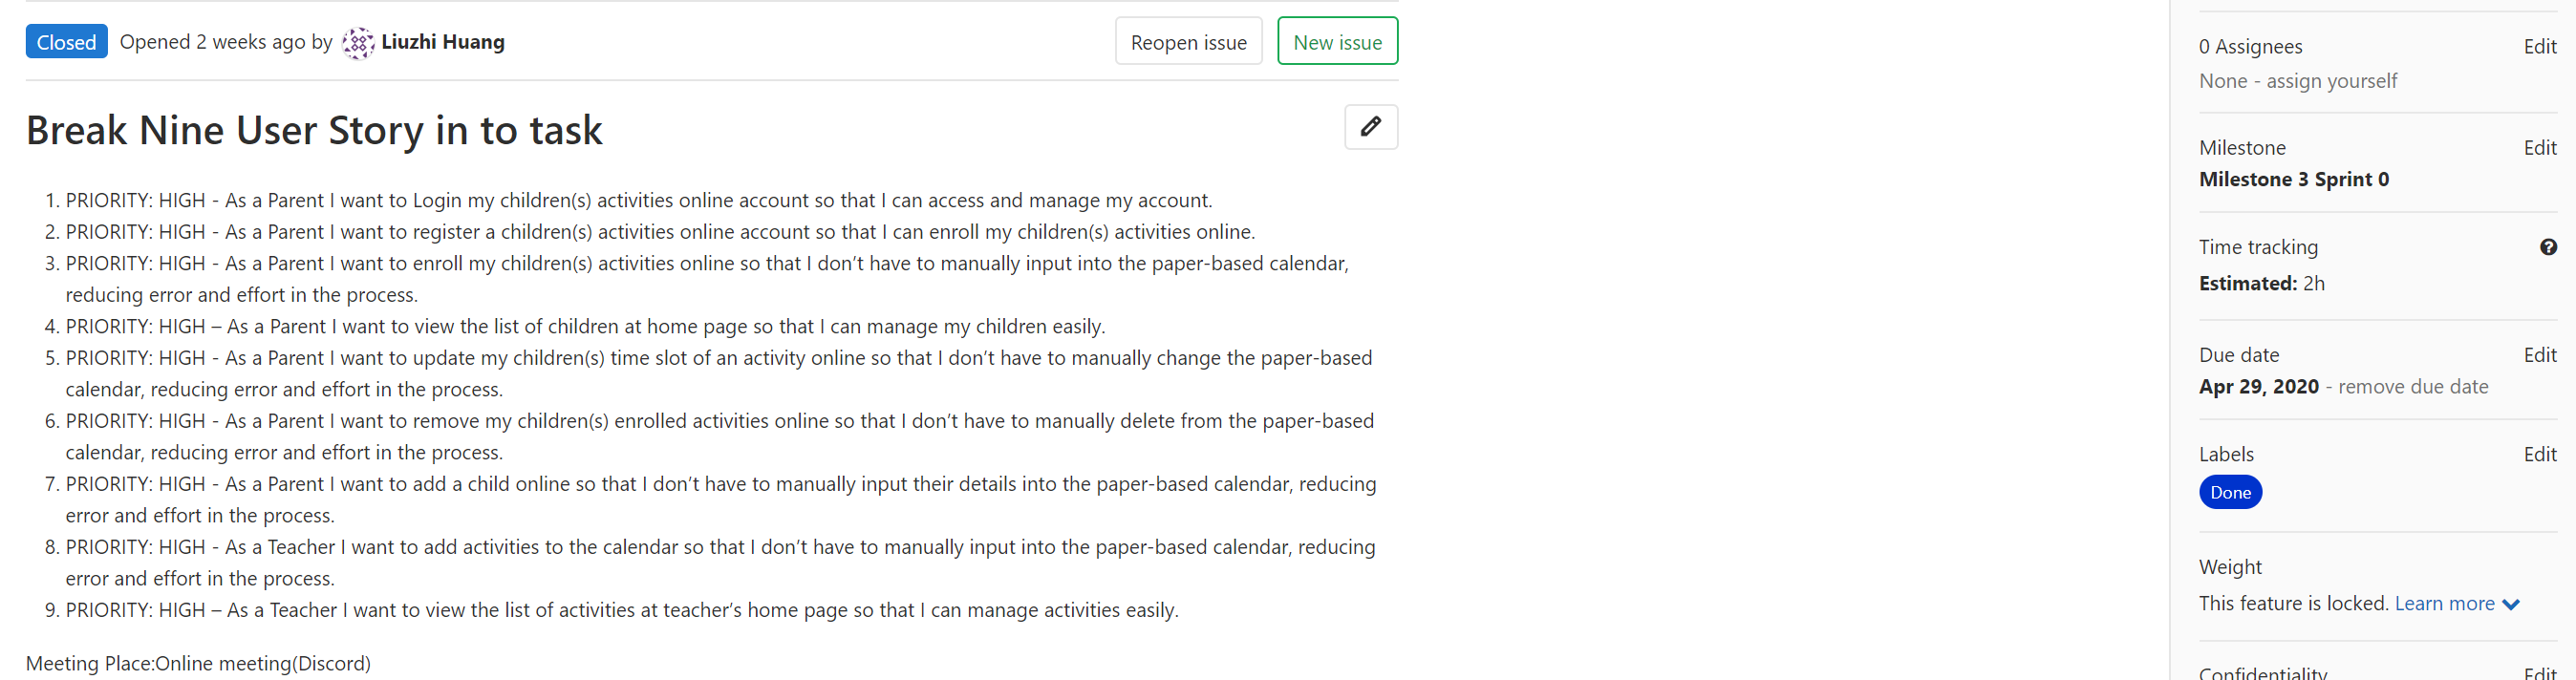 Closed Opened 2 weeks ago by Liuzhi Huang
Reopen issue
New issue
Break Nine User Story in to task
1. PRIORITY: HIGH - As a Parent I want to Login my children(s) activities online account so that I can access and manage my account.
2. PRIORITY: HIGH - As a Parent I want to register a children(s) activities online account so that I can enroll my children(s) activities online.
3. PRIORITY: HIGH - As a Parent I want to enroll my children(s) activities online so that I don’t have to manually input into the paper-based calendar,
reducing error and effort in the process.
4. PRIORITY: HIGH – As a Parent I want to view the list of children at home page so that I can manage my children easily.
5. PRIORITY: HIGH - As a Parent I want to update my children(s) time slot of an activity online so that I don’t have to manually change the paper-based
calendar, reducing error and effort in the process.
6. PRIORITY: HIGH - As a Parent I want to remove my children(s) enrolled activities online so that I don’t have to manually delete from the paper-based
calendar, reducing error and effort in the process.
7. PRIORITY: HIGH - As a Parent I want to add a child online so that I don’t have to manually input their details into the paper-based calendar, reducing
error and effort in the process.
8. PRIORITY: HIGH - As a Teacher I want to add activities to the calendar so that I don’t have to manually input into the paper-based calendar, reducing
error and effort in the process.
9. PRIORITY: HIGH – As a Teacher I want to view the list of activities at teacher’s home page so that I can manage activities easily.
Meeting Place:Online meeting(Discord)
0 Assignees Edit
None - assign yourself
Milestone Edit
Milestone 3 Sprint 0
Time tracking
Estimated: 2h
Due date Edit
Apr 29, 2020 - remove due date
Labels Edit
Done
Weight
This feature is locked. Learn more
Confidentiality Edit